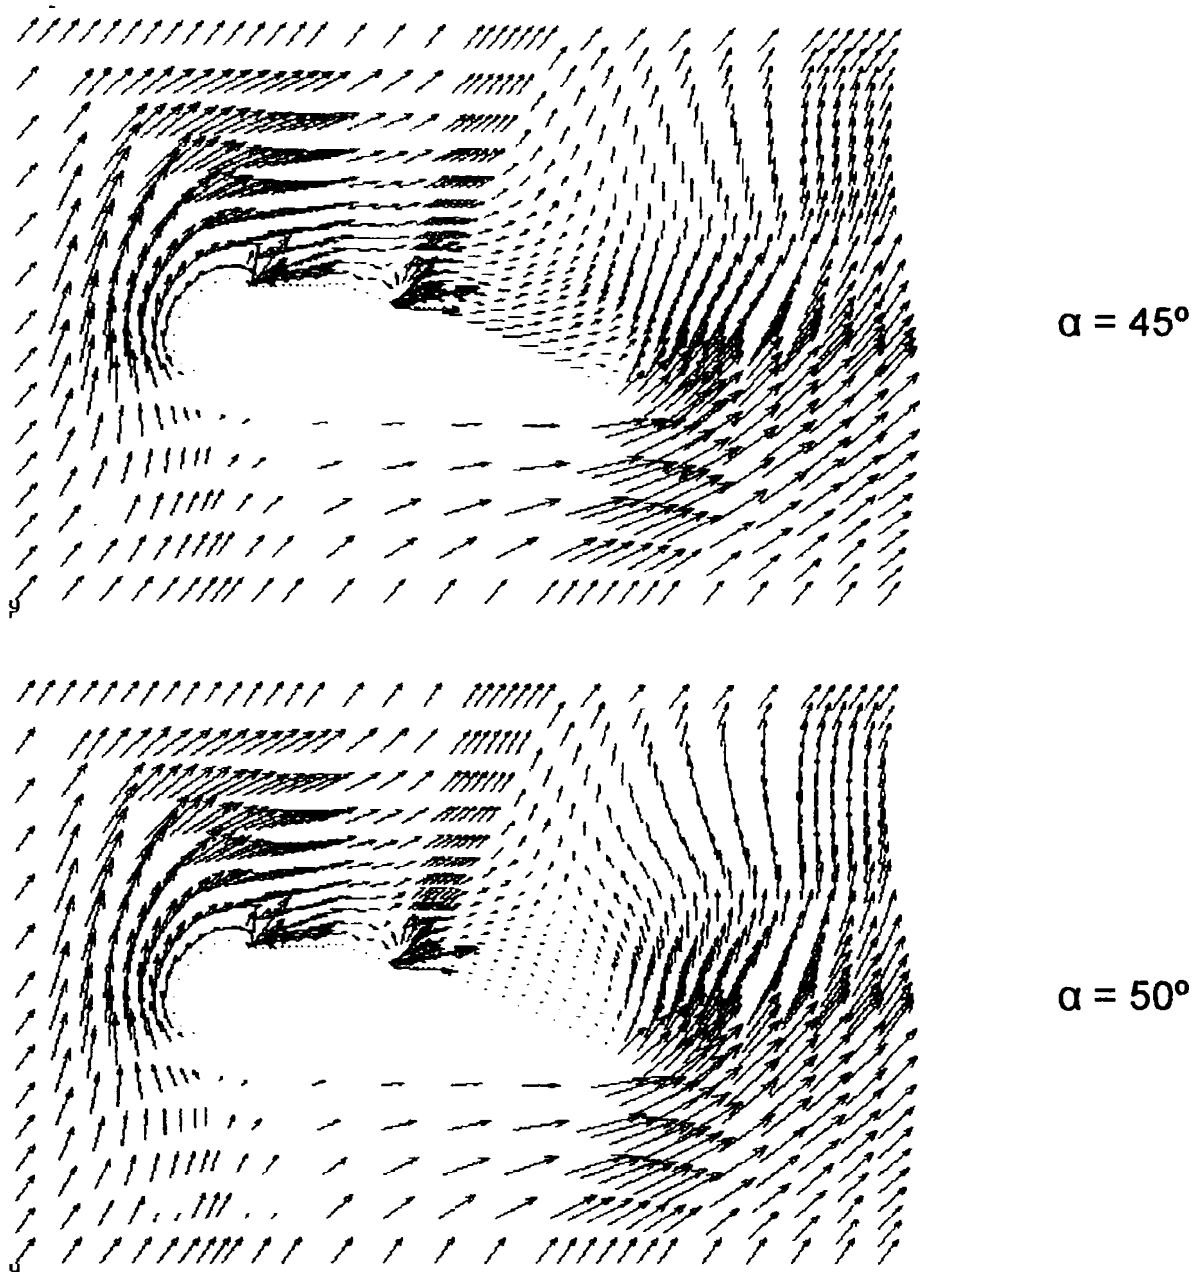 α = 45º
α = 50º